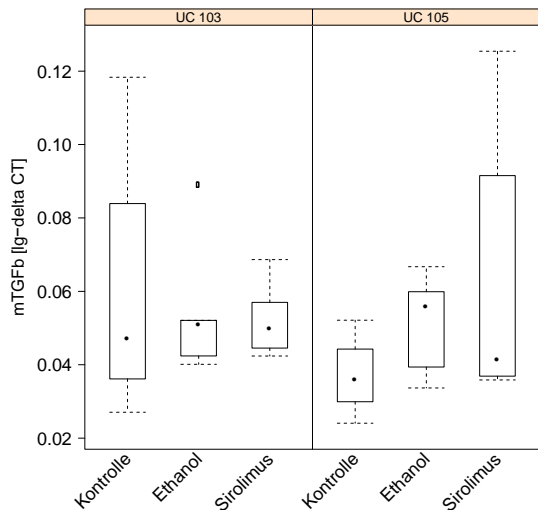 UC 103
UC 105
mTGFb [lg−delta CT]
0.12
0.10
0.08
0.06
0.04
0.02
Kontrolle
Ethanol
Sirolimus
Kontrolle
Ethanol
Sirolimus